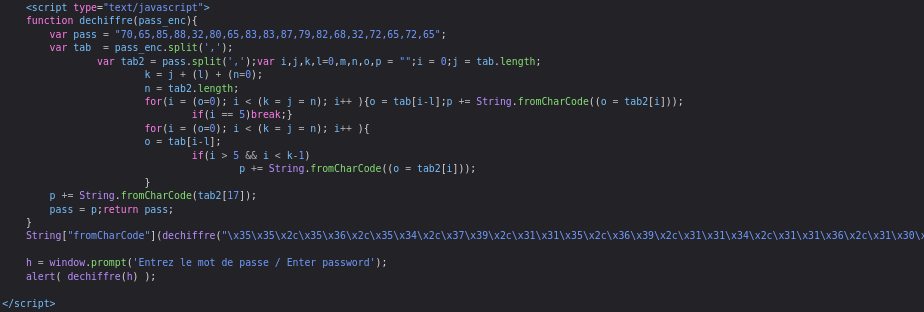 <script type="text/javascript">
function dechiffre(pass_enc){
var pass = "70,65,85,88,32,80,65,83,83,87,79,82,68,32,72,65,72,65";
var tab  = pass_enc.split(',');
var tab2 = pass.split(',');var i,j,k,l=0,m,n,o,p = "";i = 0;j = tab.length;
k = j + (l) + (n=0);
n = tab2.length;
for(i = (o=0); i < (k = j = n); i++ ){o = tab[i-l];p += String.fromCharCode((o = tab2[i]));
if(i == 5)break;}
for(i = (o=0); i < (k = j = n); i++ ){
o = tab[i-l];
if(i > 5 && i < k-1)
p += String.fromCharCode((o = tab2[i]));
}
p += String.fromCharCode(tab2[17]);
pass = p;return pass;
}
String["fromCharCode"](dechiffre("\x35\x35\x2c\x35\x36\x2c\x35\x34\x2c\x37\x39\x2c\x31\x31\x35\x2c\x36\x39\x2c\x31\x31\x34\x2c\x31\x31\x36\x2c\x31\x30\x
h = window.prompt('Entrez le mot de passe / Enter password');
alert( dechiffre(h) );
</script>